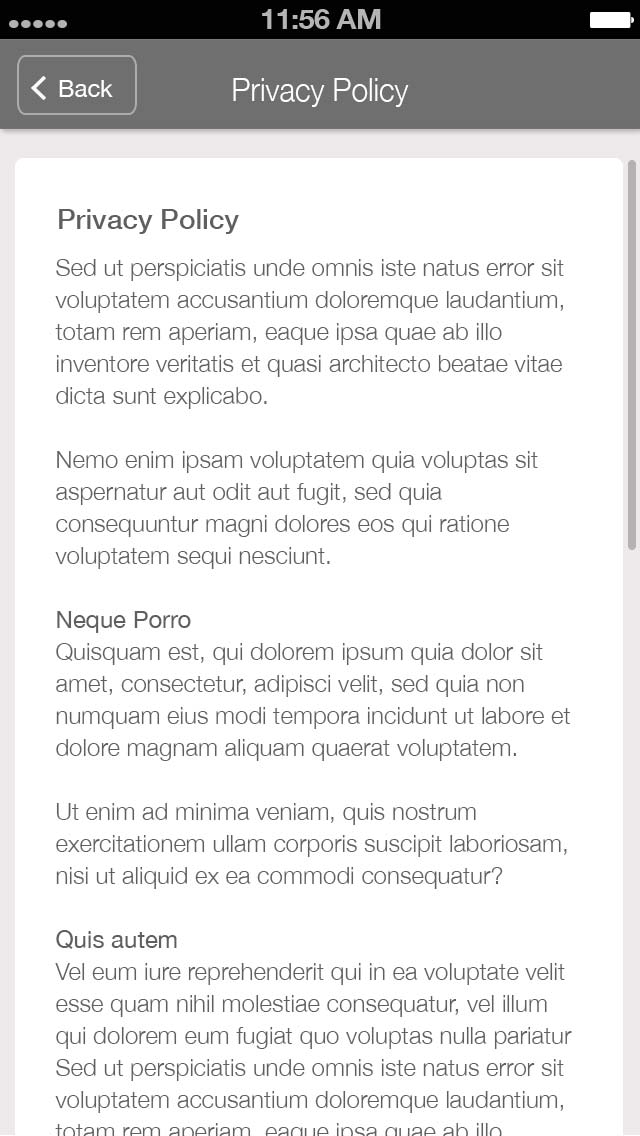 11:56 AM
Back
Privacy Policy
Privacy Policy
Sed ut perspiciatis unde omnis iste natus error sit
voluptatem accusantium doloremque laudantium,
totam rem aperiam, eaque ipsa quae ab illo
inventore veritatis et quasi architecto beatae vitae
dicta sunt explicabo.
Nemo enim ipsam voluptatem quia voluptas sit
aspernatur aut odit aut fugit, sed quia
consequuntur magni dolores eos qui ratione
voluptatem sequi nesciunt.
Neque Porro
Quisquam est, qui dolorem ipsum quia dolor sit
amet, consectetur, adipisci velit, sed quia non
numquam eius modi tempora incidunt ut labore et
dolore magnam aliquam quaerat voluptatem.
Ut enim ad minima veniam, quis nostrum
exercitationem ullam corporis suscipit laboriosam,
nisi ut aliquid ex ea commodi consequatur?
Quis autem
Vel eum iure reprehenderit qui in ea voluptate velit
esse quam nihil molestiae consequatur, vel illum
qui dolorem eum fugiat quo voluptas nulla pariatur
Sed ut perspiciatis unde omnis iste natus error sit
voluptatem accusantium doloremque laudantium,
totam rem aperiam, eaque ipsa quae ab illo